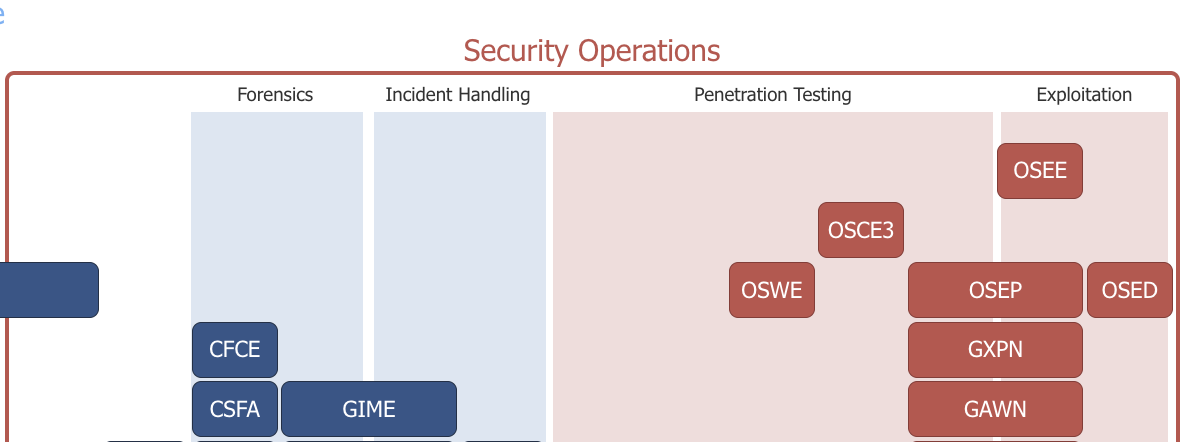 e
Security Operations
Forensics Incident Handling Penetration Testing Exploitation
OSEE
OSCE3
OSWE OSEP OSED
CFCE GXPN
CSFA GIME GAWN